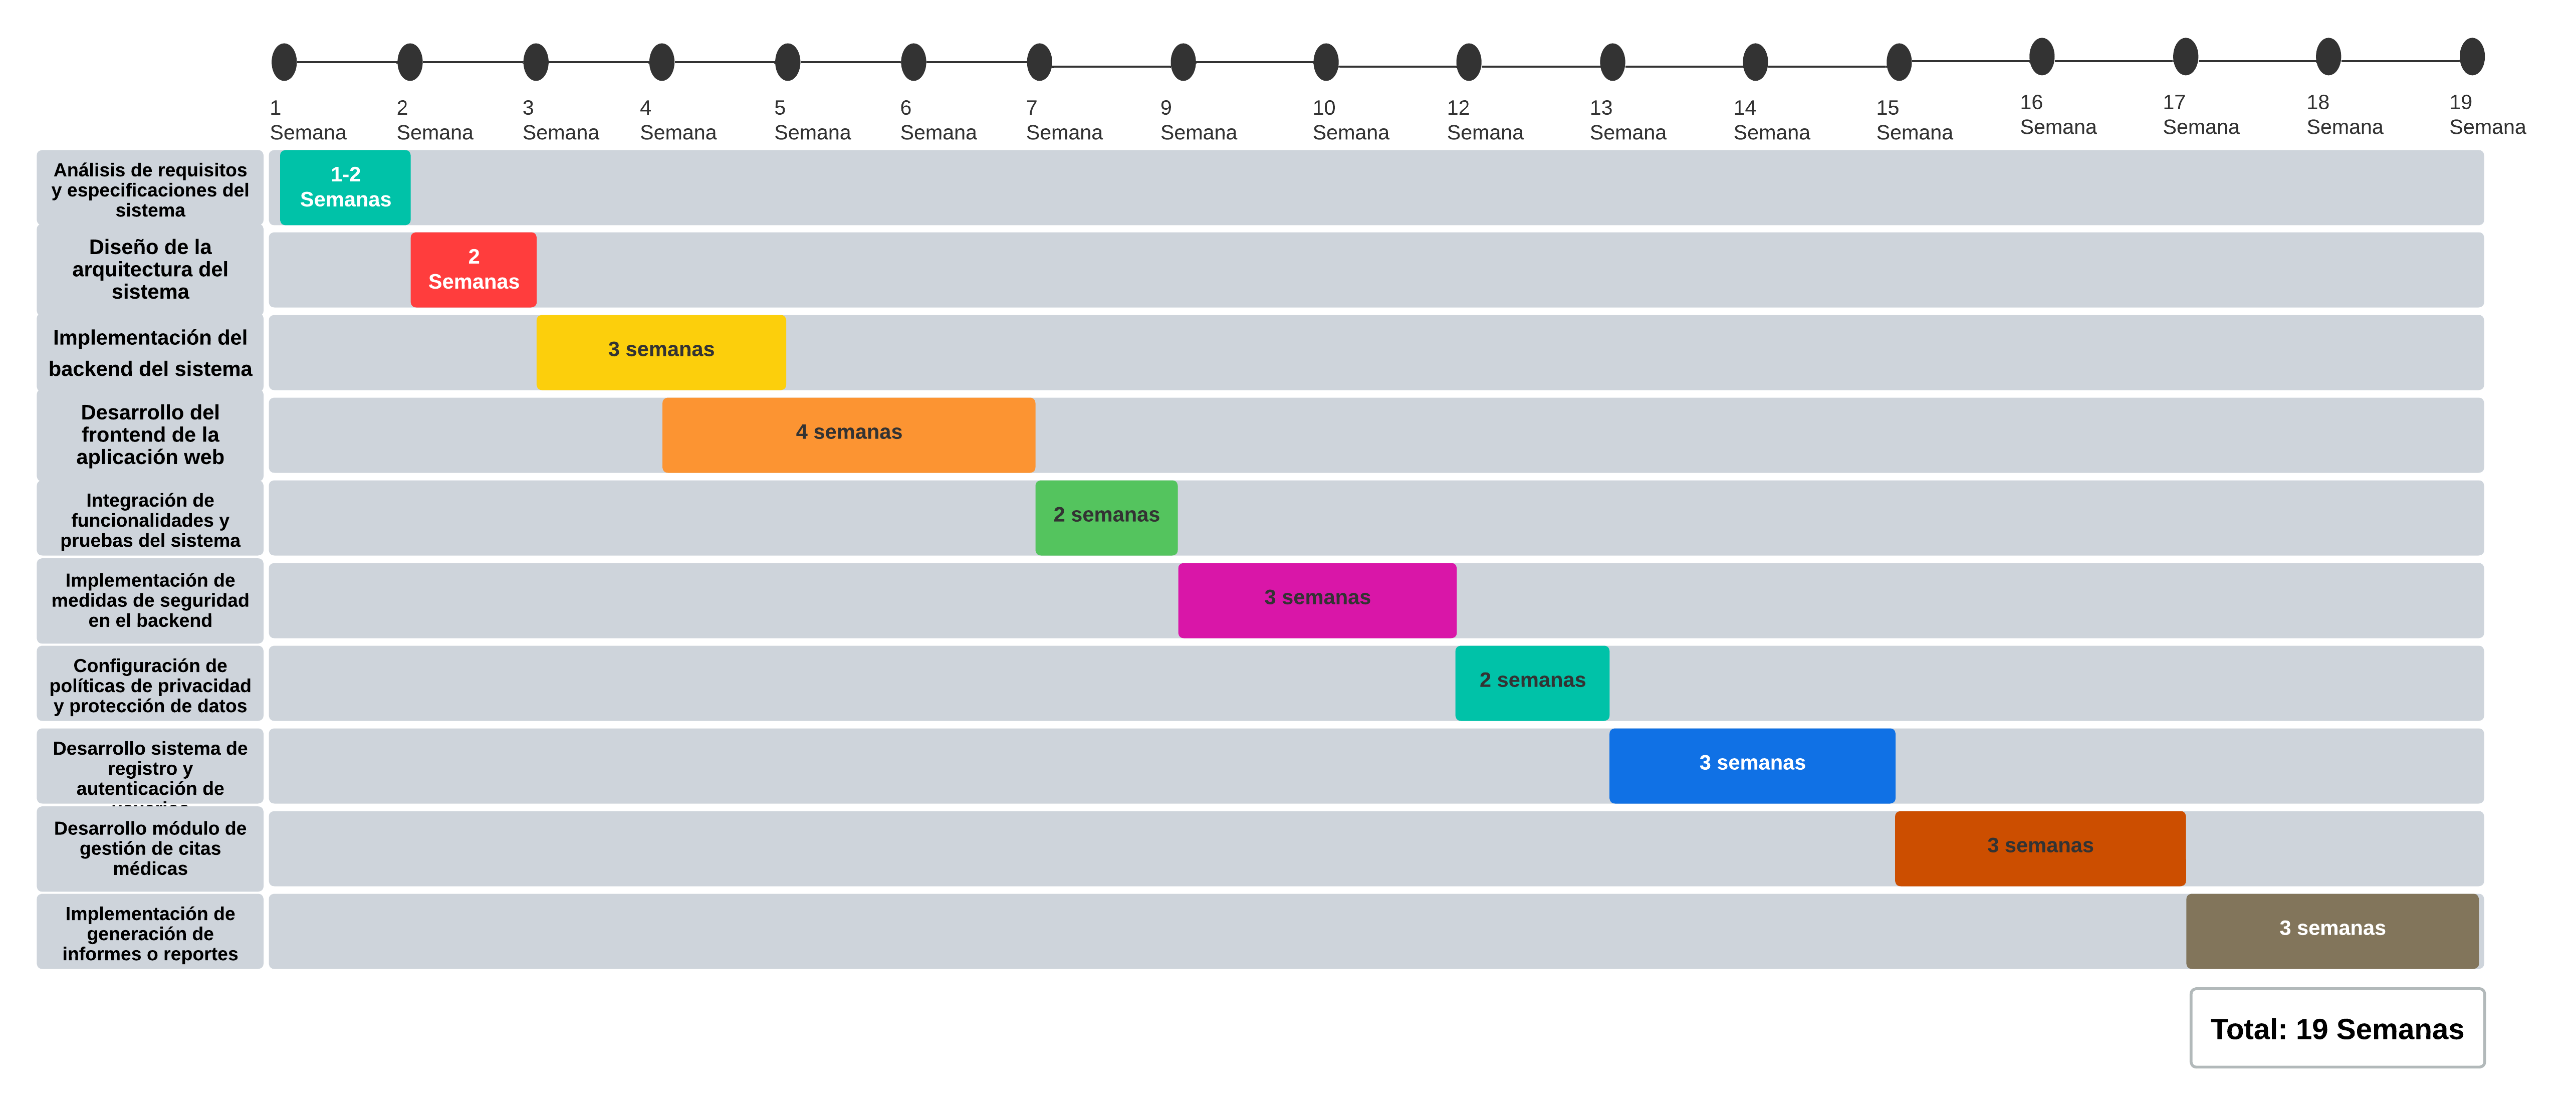 1
Semana
2
Semana
3
Semana
4
Semana
5
Semana
6
Semana
7
Semana
9
Semana
10
Semana
12
Semana
13
Semana
14
Semana
15
Semana
16
Semana
17
Semana
18
Semana
19
Semana
Análisis de requisitos
y especificaciones del
sistema
1-2
Semanas
Diseño de la
arquitectura del
sistema
2
Semanas
Implementación del
backend del sistema
3 semanas
Desarrollo del
frontend de la
aplicación web
4 semanas
Integración de
funcionalidades y
pruebas del sistema
2 semanas
Implementación de
medidas de seguridad
en el backend
3 semanas
Configuración de
políticas de privacidad
y protección de datos
2 semanas
Desarrollo sistema de
registro y
autenticación de
3 semanas
Desarrollo módulo de
gestión de citas
médicas
3 semanas
Implementación de
generación de
informes o reportes
3 semanas
Total: 19 Semanas